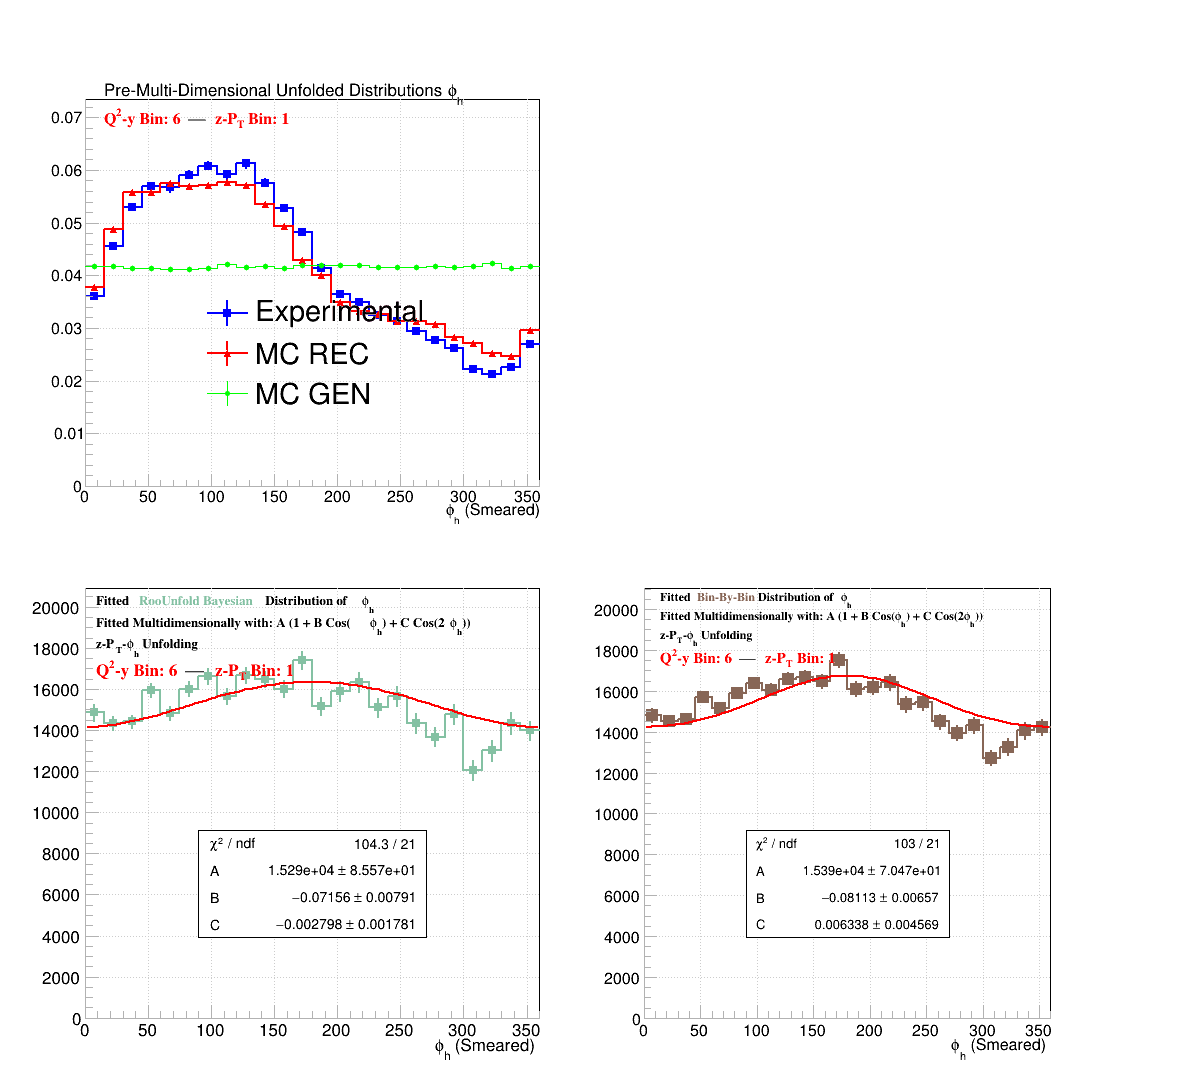 Pre-Multi-Dimensional Unfolded Distributions ϕh
Q2-y Bin: 6 — z-PT Bin: 1
0.07
0.06
0.05
0.04
0.03
0.02
0.01
0
Experimental
MC REC
MC GEN
0 50 100 150 200 250 300 350
ϕh (Smeared)
Fitted RooUnfold Bayesian Distribution of ϕh
Fitted Multidimensionally with: A (1 + B Cos( ϕh) + C Cos(2 ϕh))
z-PT-ϕh Unfolding
Q2-y Bin: 6 — z-PT Bin: 1
20000
18000
16000
14000
12000
10000
8000
6000
4000
2000
0
χ2 / ndf 104.3 / 21
A 1.529e+04 ± 8.557e+01
B −0.07156 ± 0.00791
C −0.002798 ± 0.001781
0 50 100 150 200 250 300 350
ϕh (Smeared)
Fitted Bin-By-Bin Distribution of ϕh
Fitted Multidimensionally with: A (1 + B Cos(ϕh) + C Cos(2ϕh))
z-PT-ϕh Unfolding
Q2-y Bin: 6 — z-PT Bin: 1
20000
18000
16000
14000
12000
10000
8000
6000
4000
2000
0
χ2 / ndf 103 / 21
A 1.539e+04 ± 7.047e+01
B −0.08113 ± 0.00657
C 0.006338 ± 0.004569
0 50 100 150 200 250 300 350
ϕh (Smeared)